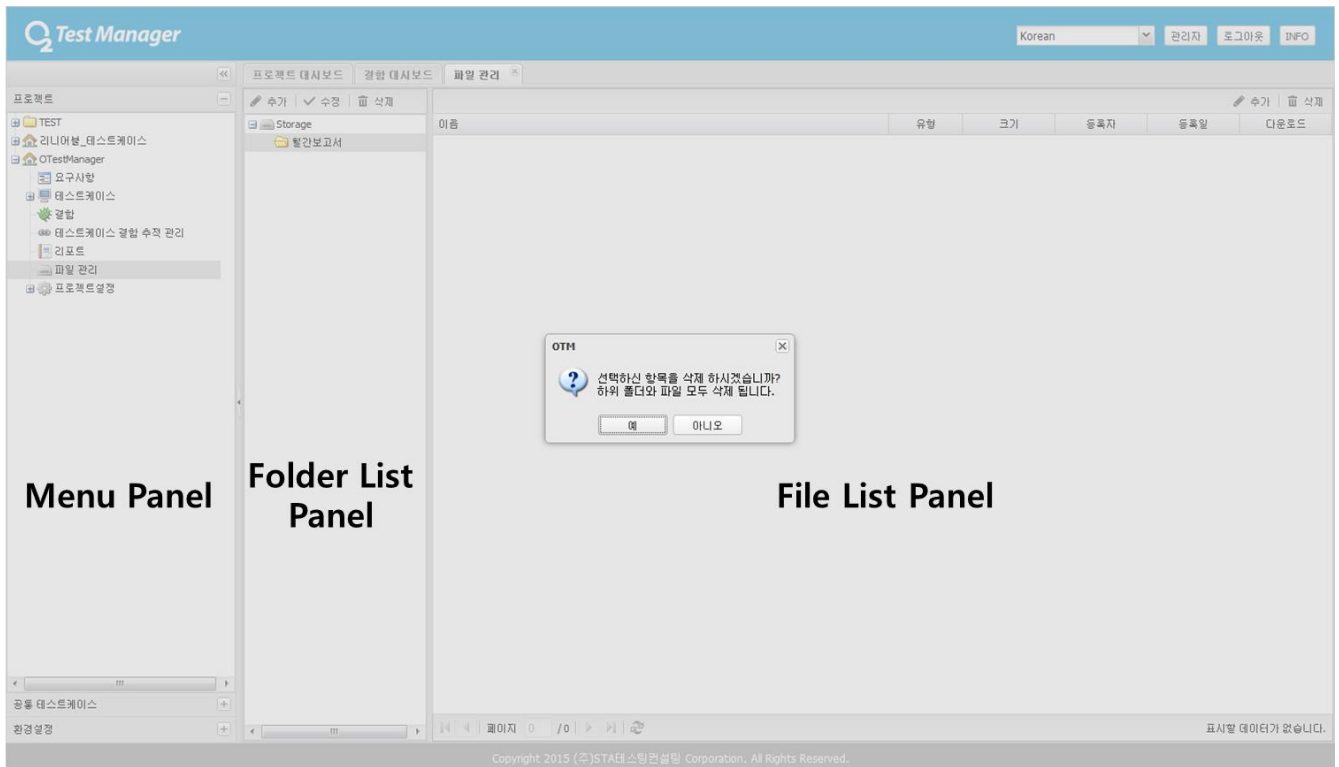 O2 Test Manager
Korean
관리자
로그아웃
INFO
프로젝트 대시보드
결함 대시보드
파일 관리
프로젝트
추가
수정
삭제
추가
삭제
TEST
리니어블_테스트케이스
OTestManager
요구사항
테스트케이스
결함
테스트케이스 결함 추적 관리
리포트
파일 관리
프로젝트설정
Storage
월간보고서
이름
유형
크기
등록자
등록일
다운로드
OTM
선택하신 항목을 삭제 하시겠습니까?
하위 폴더와 파일 모두 삭제 됩니다.
예
아니오
Menu Panel
Folder List
Panel
File List Panel
공통 테스트케이스
환경설정
페이지 0 / 0
표시할 데이터가 없습니다.
Copyright 2015 (주)STA테스팅컨설팅 Corporation. All Rights Reserved.